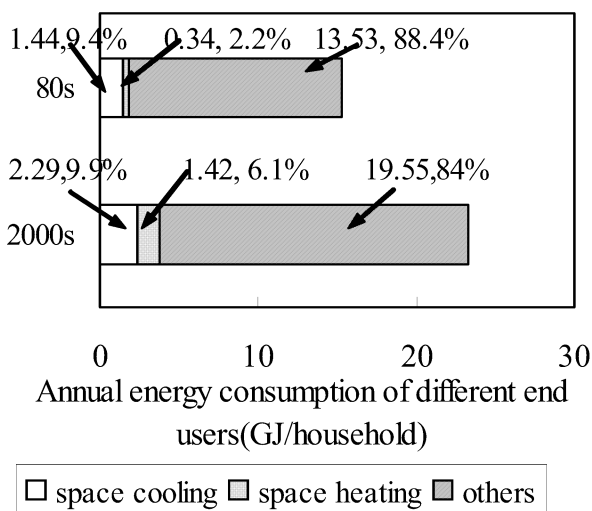 1.44,9.4% 0.34, 2.2% 13.53, 88.4%
80s
2.29,9.9% 1.42, 6.1% 19.55,84%
2000s
0 10 20 30
Annual energy consumption of different end
users(GJ/household)
space cooling space heating others